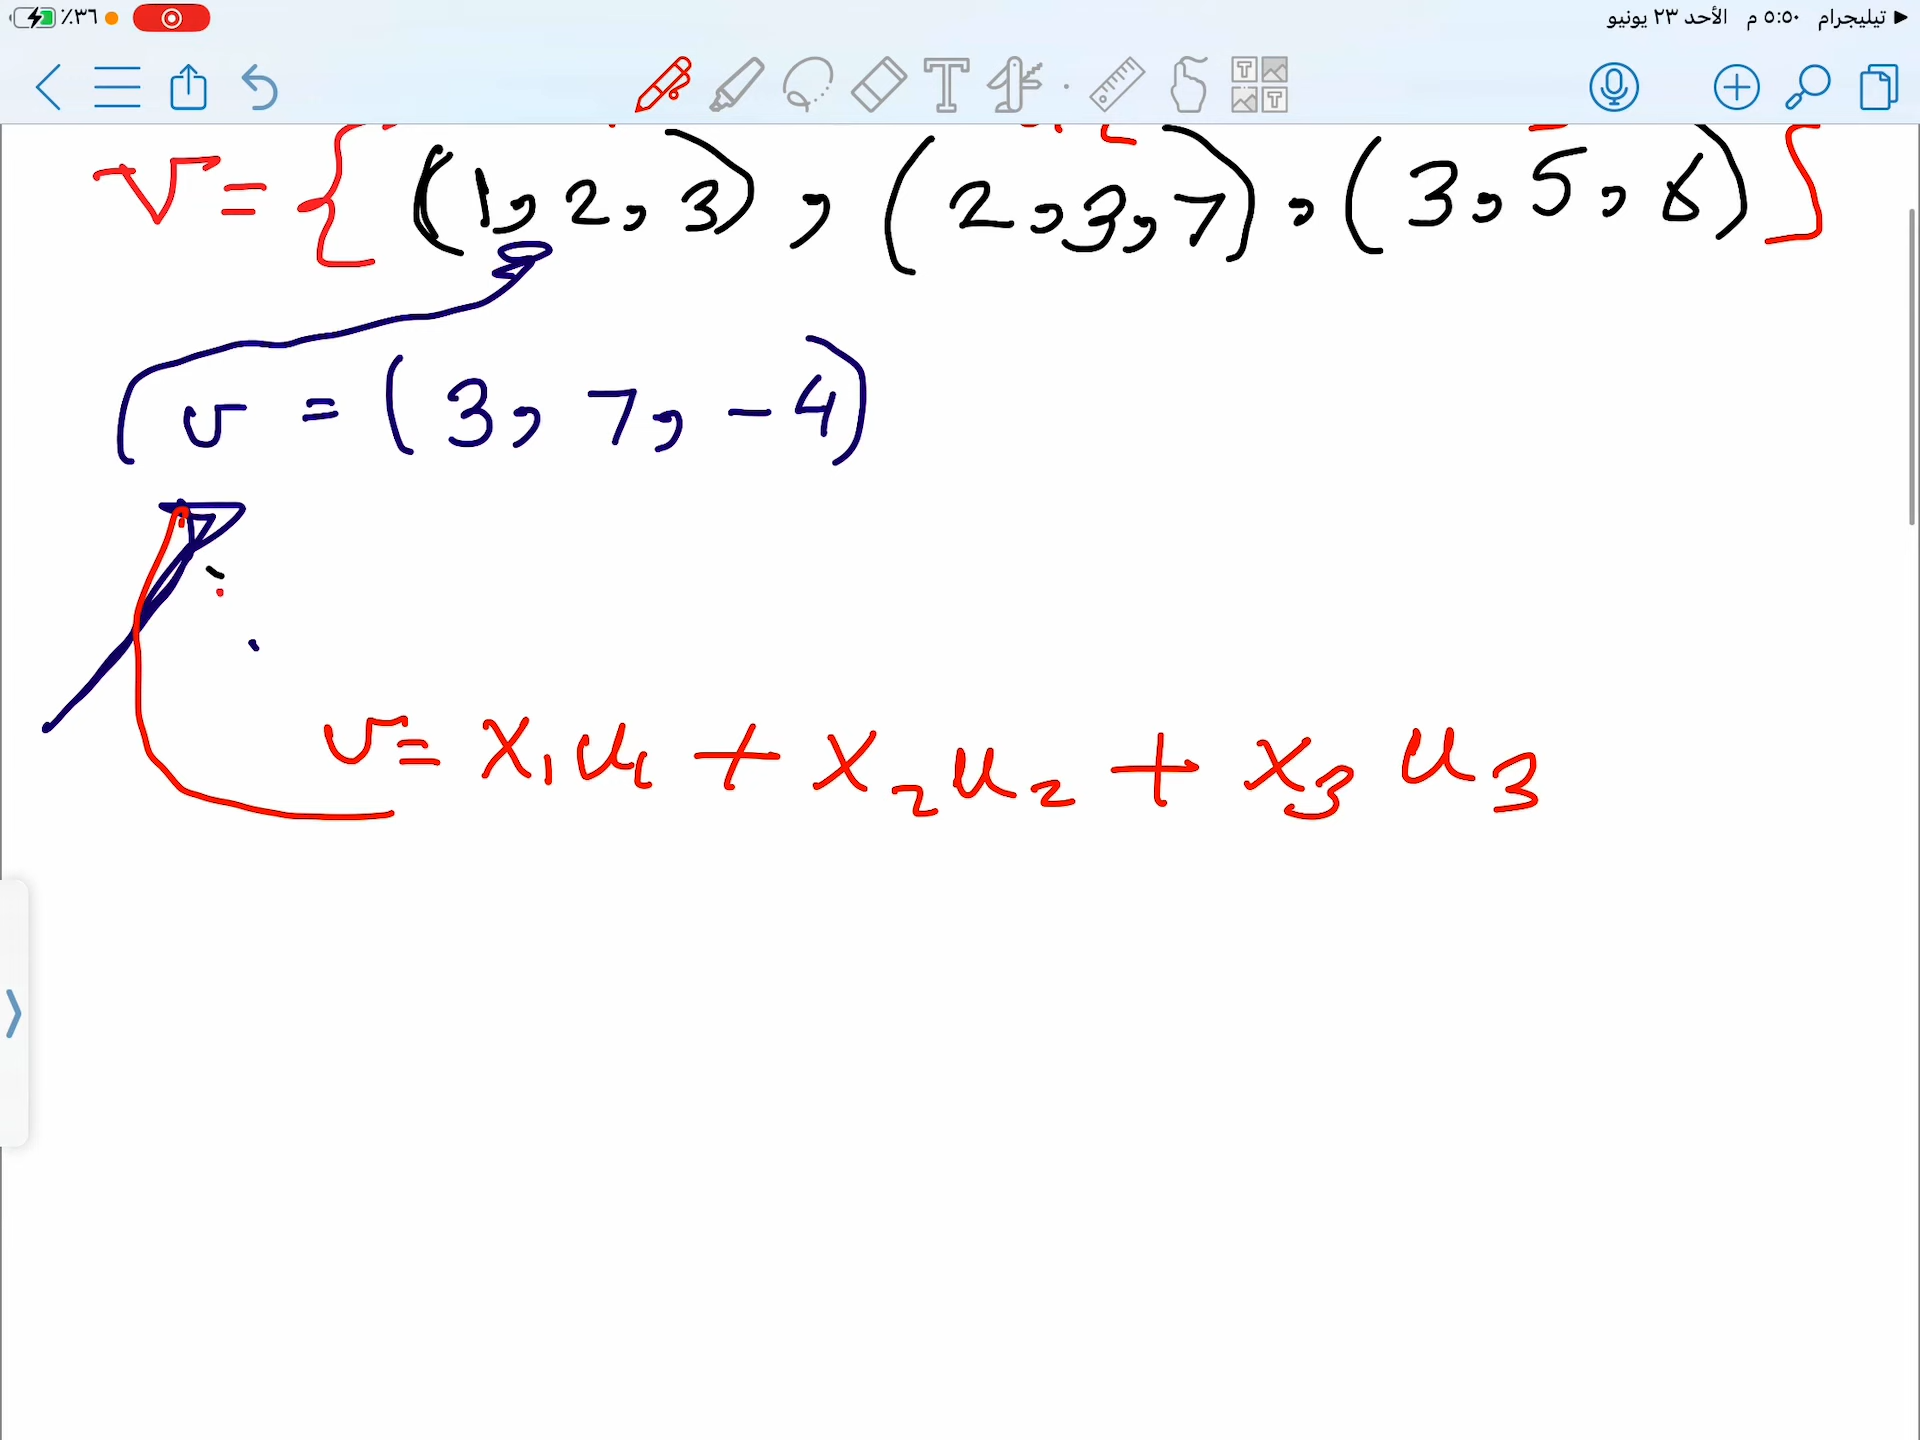 ٪٣٦
◀ تيليجرام ٥:٥٠ م الأحد ٢٣ يونيو
V = { (1, 2, 3), (2, 3, 7), (3, 5, 6) }
v = (3, 7, -4)
v = x₁u₁ + x₂u₂ + x₃u₃